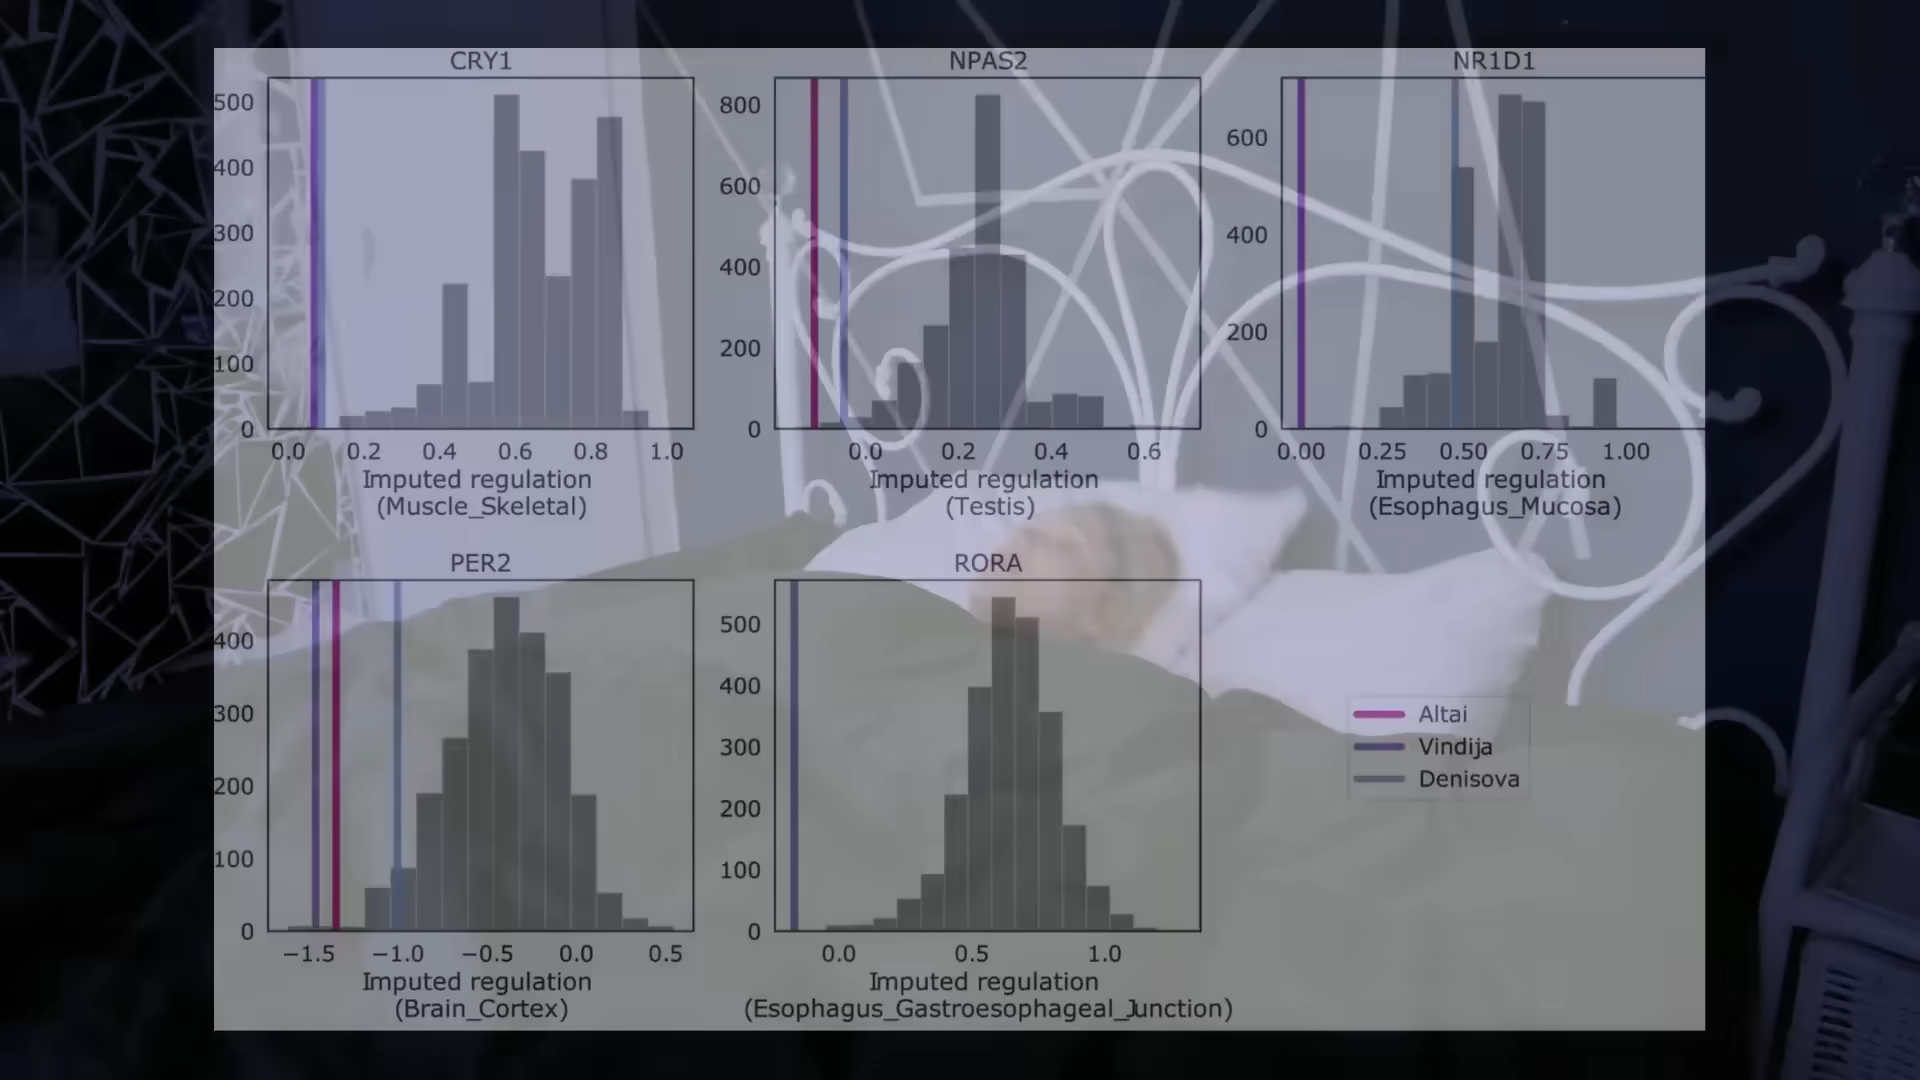 CRY1
500
400
300
200
100
0
0.0 0.2 0.4 0.6 0.8 1.0
Imputed regulation
(Muscle_Skeletal)
NPAS2
800
600
400
200
0
0.0 0.2 0.4 0.6
Imputed regulation
(Testis)
NR1D1
600
400
200
0
0.00 0.25 0.50 0.75 1.00
Imputed regulation
(Esophagus_Mucosa)
PER2
400
300
200
100
0
−1.5 −1.0 −0.5 0.0 0.5
Imputed regulation
(Brain_Cortex)
RORA
500
400
300
200
100
0
0.0 0.5 1.0
Imputed regulation
(Esophagus_Gastroesophageal_Junction)
Altai
Vindija
Denisova